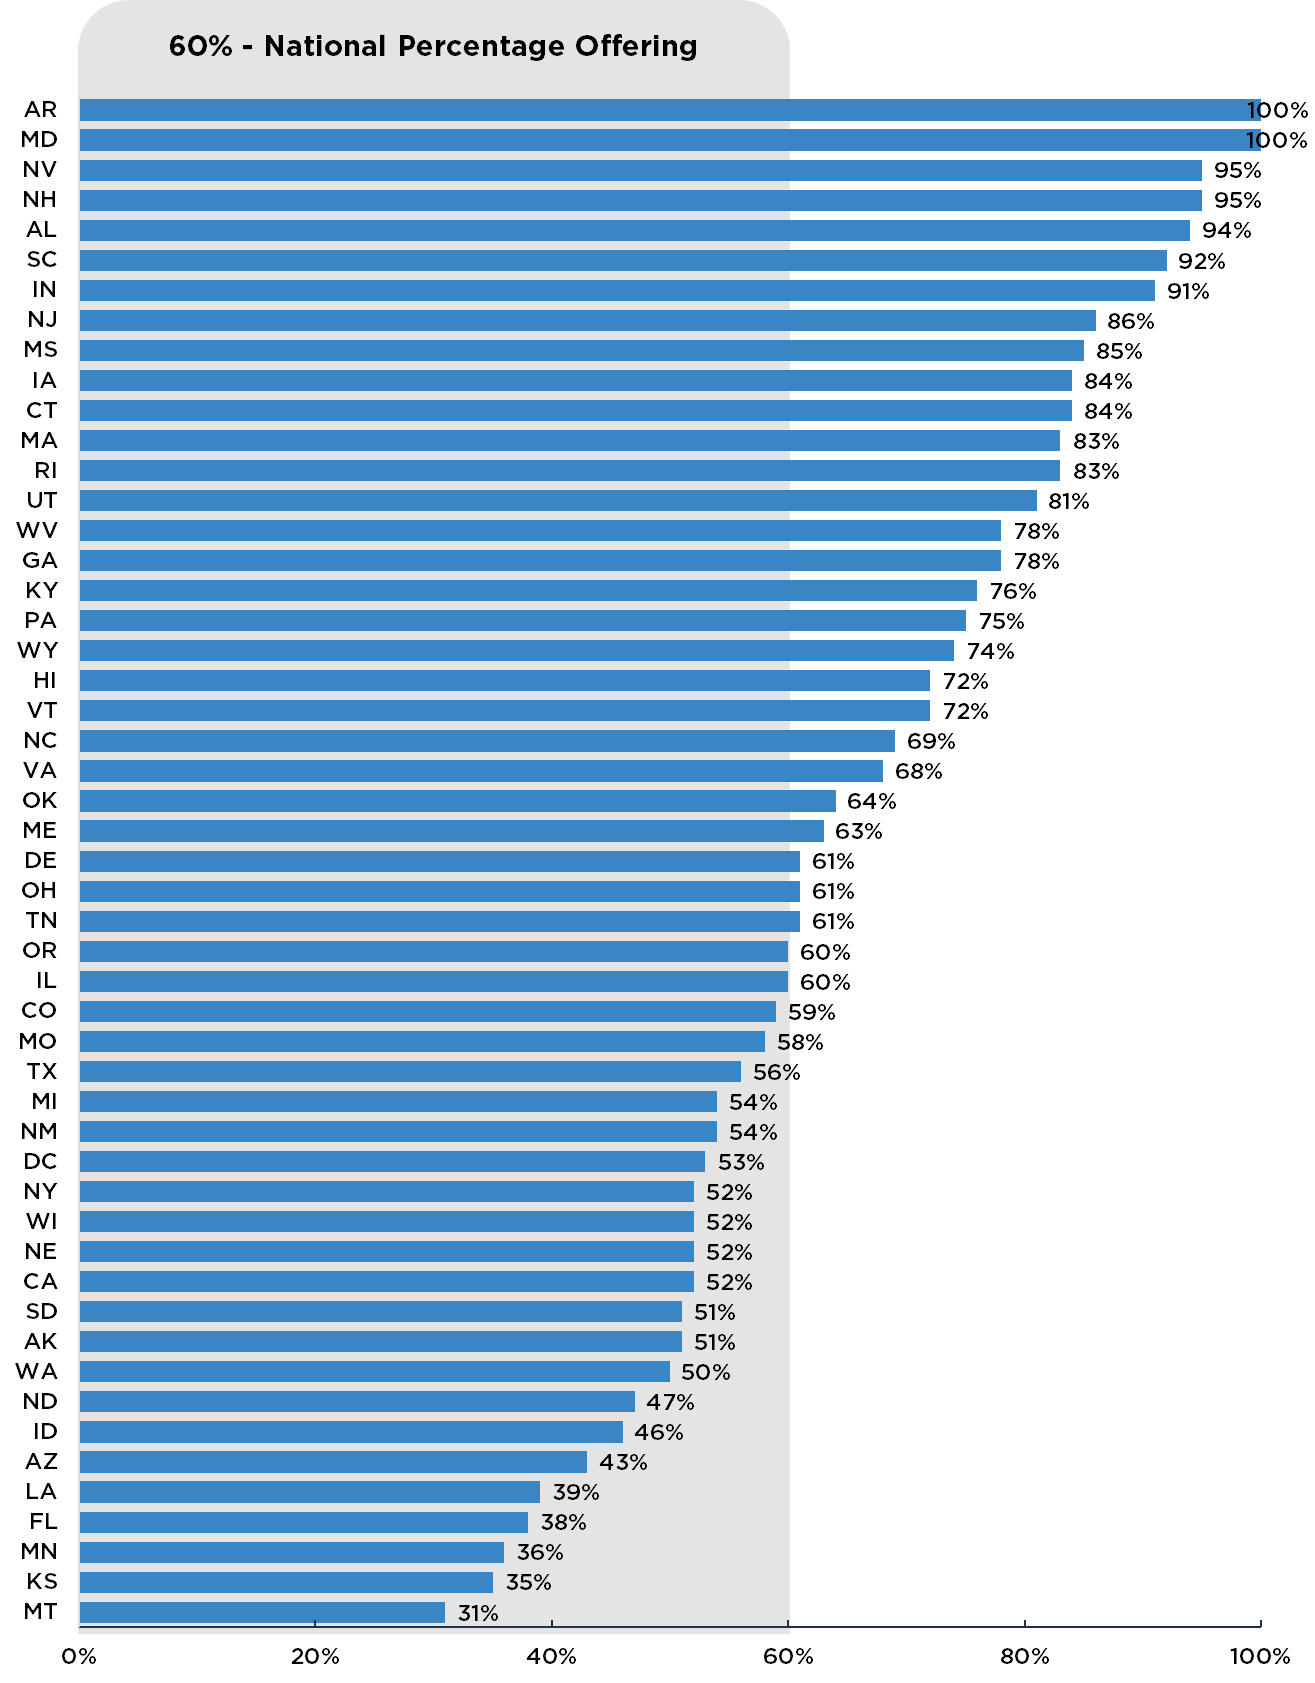 60% - National Percentage Offering
AR 100%
MD 100%
NV 95%
NH 95%
AL 94%
SC 92%
IN 91%
NJ 86%
MS 85%
IA 84%
CT 84%
MA 83%
RI 83%
UT 81%
WV 78%
GA 78%
KY 76%
PA 75%
WY 74%
HI 72%
VT 72%
NC 69%
VA 68%
OK 64%
ME 63%
DE 61%
OH 61%
TN 61%
OR 60%
IL 60%
CO 59%
MO 58%
TX 56%
MI 54%
NM 54%
DC 53%
NY 52%
WI 52%
NE 52%
CA 52%
SD 51%
AK 51%
WA 50%
ND 47%
ID 46%
AZ 43%
LA 39%
FL 38%
MN 36%
KS 35%
MT 31%
0% 20% 40% 60% 80% 100%